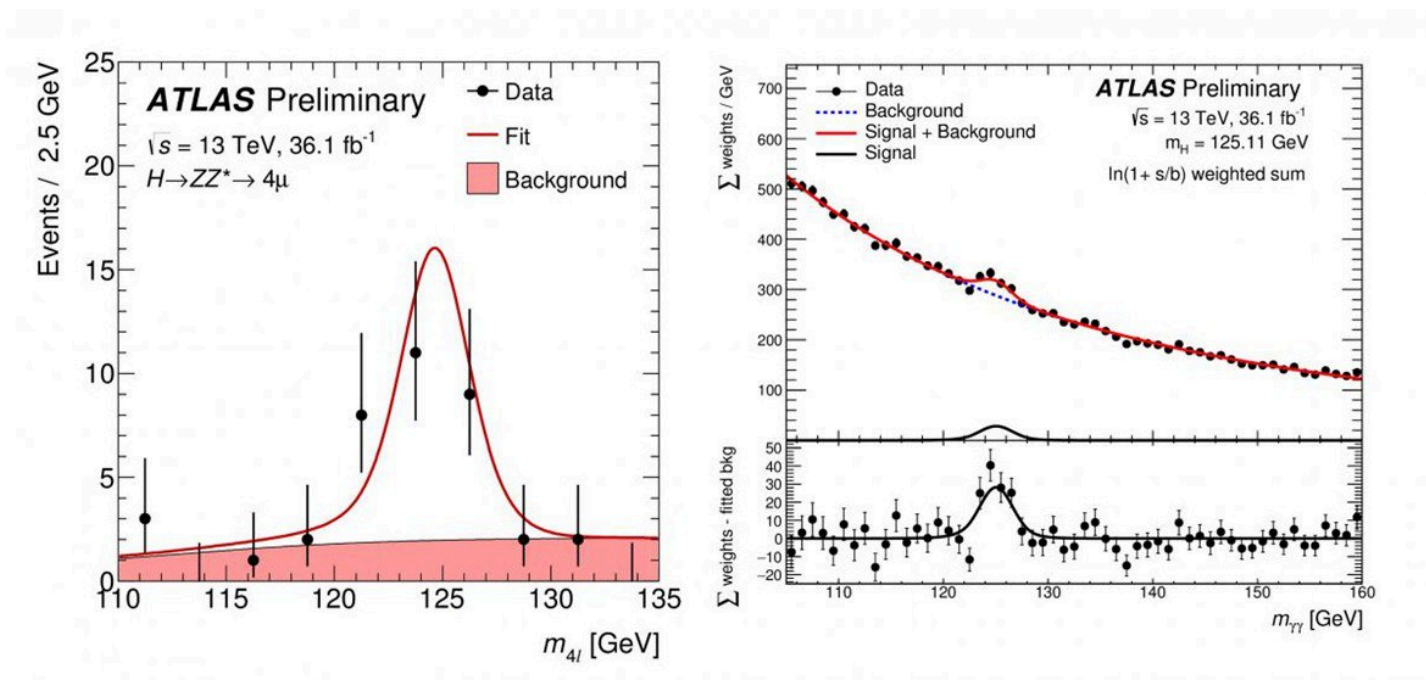 25
20
15
10
5
0
Events / 2.5 GeV
ATLAS Preliminary
√s = 13 TeV, 36.1 fb⁻¹
H→ZZ*→ 4μ
Data
Fit
Background
110 115 120 125 130 135
m4l [GeV]
Σ weights / GeV
700
600
500
400
300
200
100
Data
Background
Signal + Background
Signal
ATLAS Preliminary
√s = 13 TeV, 36.1 fb⁻¹
mH = 125.11 GeV
ln(1+ s/b) weighted sum
Σ weights - fitted bkg
50
40
30
20
10
0
−10
−20
110 120 130 140 150 160
mγγ [GeV]